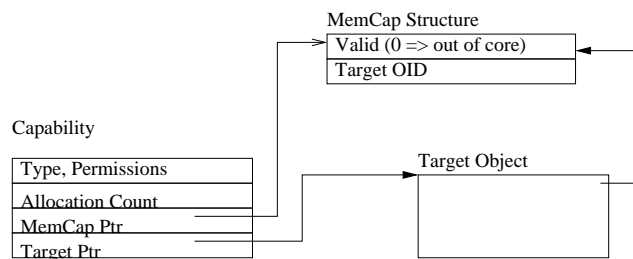 MemCap Structure
Valid (0 => out of core)
Target OID
Capability
Type, Permissions
Allocation Count
MemCap Ptr
Target Ptr
Target Object